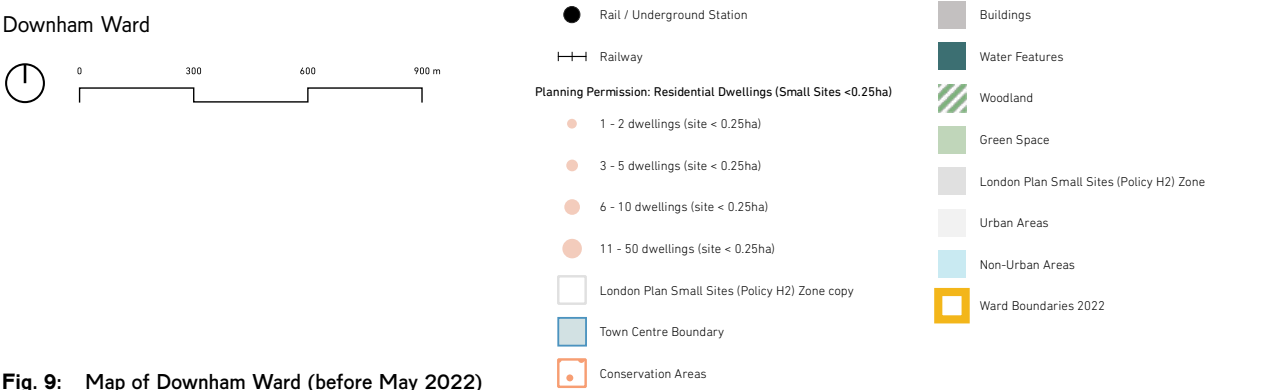 Downham Ward
0 300 600 900 m
Fig. 9: Map of Downham Ward (before May 2022)
Rail / Underground Station
Railway
Planning Permission: Residential Dwellings (Small Sites <0.25ha)
1 - 2 dwellings (site < 0.25ha)
3 - 5 dwellings (site < 0.25ha)
6 - 10 dwellings (site < 0.25ha)
11 - 50 dwellings (site < 0.25ha)
London Plan Small Sites (Policy H2) Zone copy
Town Centre Boundary
Conservation Areas
Buildings
Water Features
Woodland
Green Space
London Plan Small Sites (Policy H2) Zone
Urban Areas
Non-Urban Areas
Ward Boundaries 2022